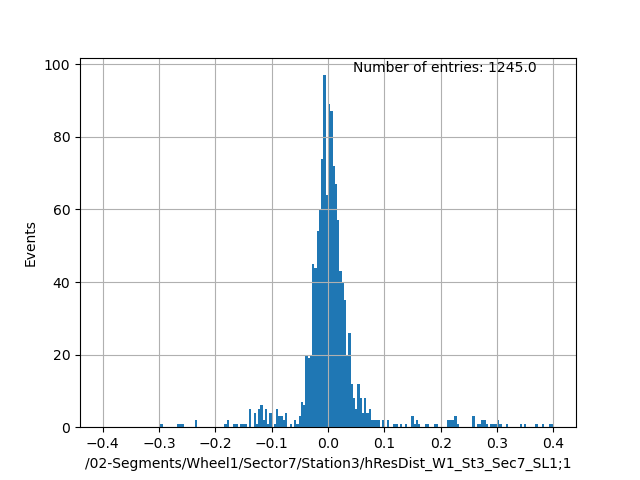 Number of entries: 1245.0
100
80
60
40
20
0
Events
−0.4 −0.3 −0.2 −0.1 0.0 0.1 0.2 0.3 0.4
/02-Segments/Wheel1/Sector7/Station3/hResDist_W1_St3_Sec7_SL1;1